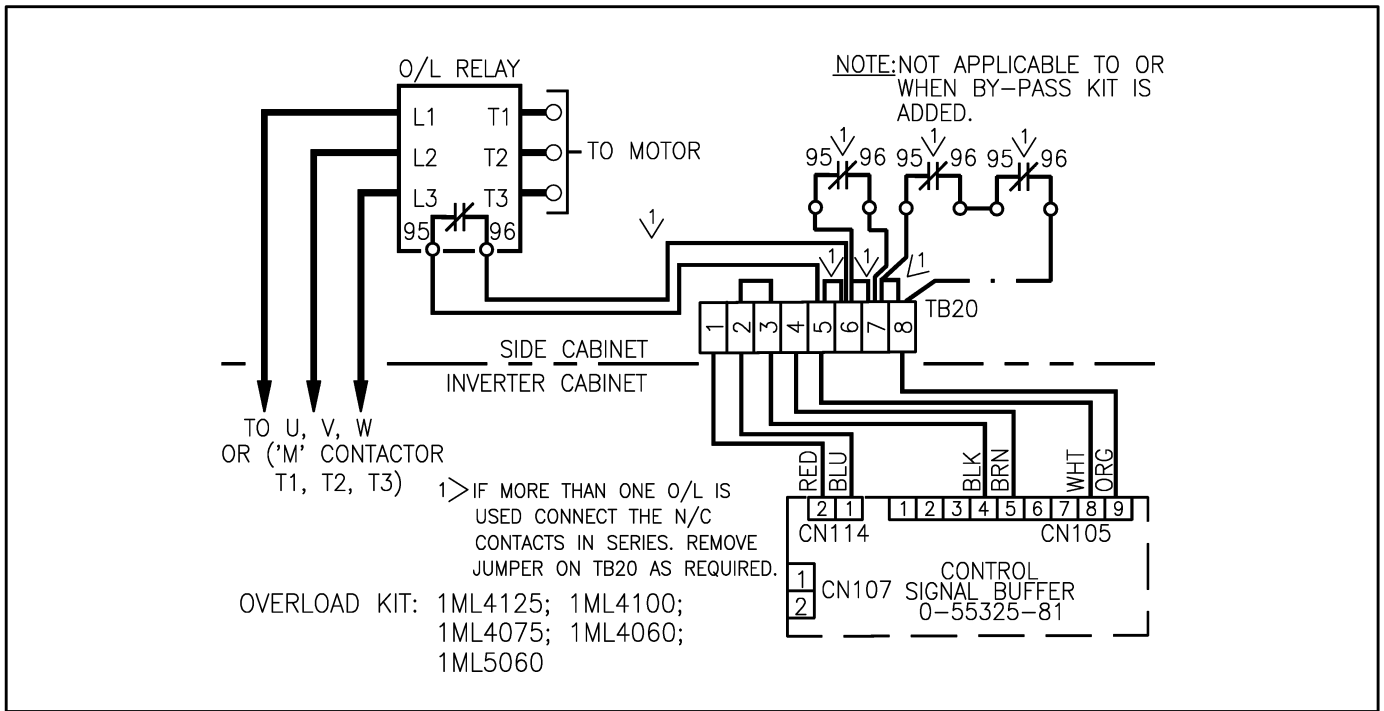 O/L RELAY
NOTE: NOT APPLICABLE TO OR
WHEN BY-PASS KIT IS
ADDED.
L1 T1
L2 T2
L3 T3
TO MOTOR
95 96
1
1
1
1
95 96
95 96
95 96
1
1
1
TB20
1 2 3 4 5 6 7 8
SIDE CABINET
INVERTER CABINET
TO U, V, W
OR ('M' CONTACTOR
T1, T2, T3)
1> IF MORE THAN ONE O/L IS
USED CONNECT THE N/C
CONTACTS IN SERIES. REMOVE
JUMPER ON TB20 AS REQUIRED.
RED
BLU
BLK
BRN
WHT
ORG
2 1
1 2 3 4 5 6 7 8 9
CN114
CN105
1
2
CN107
CONTROL
SIGNAL BUFFER
0-55325-81
OVERLOAD KIT: 1ML4125; 1ML4100;
1ML4075; 1ML4060;
1ML5060